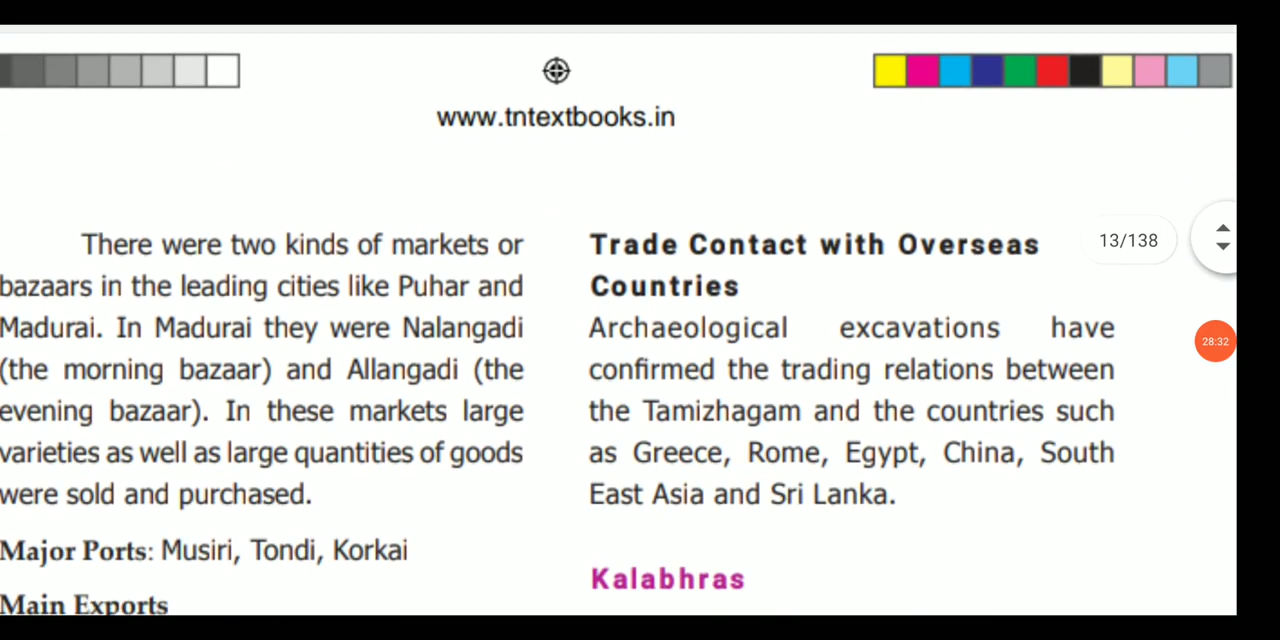 www.tntextbooks.in
There were two kinds of markets or
bazaars in the leading cities like Puhar and
Madurai. In Madurai they were Nalangadi
(the morning bazaar) and Allangadi (the
evening bazaar). In these markets large
varieties as well as large quantities of goods
were sold and purchased.
Major Ports: Musiri, Tondi, Korkai
Main Exports
Trade Contact with Overseas
Countries
Archaeological excavations have
confirmed the trading relations between
the Tamizhagam and the countries such
as Greece, Rome, Egypt, China, South
East Asia and Sri Lanka.
Kalabhras
13/138
28:32